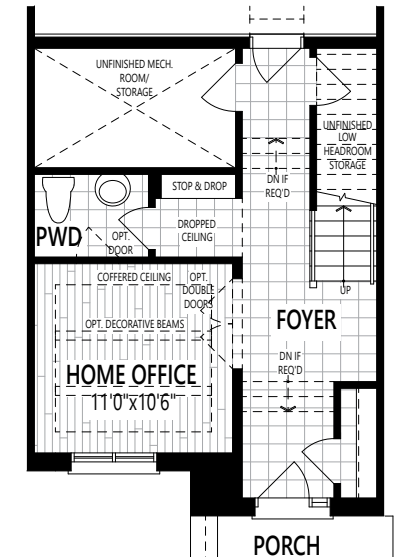 UNFINISHED MECH.
ROOM/
STORAGE
UNFINISHED
LOW
HEADROOM
STORAGE
STOP & DROP
DN IF
REQ'D
PWD
OPT.
DOOR
DROPPED
CEILING
UP
COFFERED CEILING
OPT.
DOUBLE
DOORS
OPT. DECORATIVE BEAMS
FOYER
HOME OFFICE
11'0"x10'6"
DN IF
REQ'D
PORCH